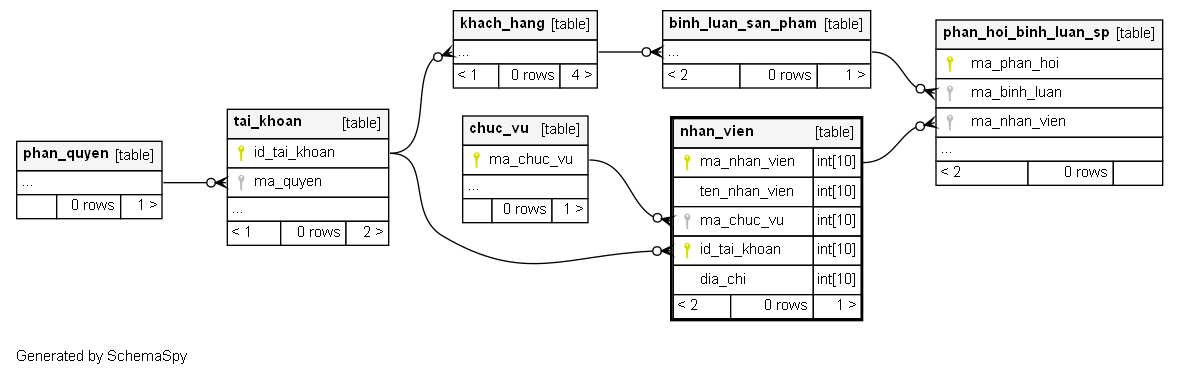 khach_hang [table]
...
< 1 0 rows 4 >
binh_luan_san_pham [table]
...
< 2 0 rows 1 >
phan_hoi_binh_luan_sp [table]
ma_phan_hoi
ma_binh_luan
ma_nhan_vien
...
< 2 0 rows
tai_khoan [table]
id_tai_khoan
ma_quyen
...
< 1 0 rows 2 >
chuc_vu [table]
ma_chuc_vu
...
0 rows 1 >
nhan_vien [table]
ma_nhan_vien int[10]
ten_nhan_vien int[10]
ma_chuc_vu int[10]
id_tai_khoan int[10]
dia_chi int[10]
< 2 0 rows 1 >
phan_quyen [table]
...
0 rows 1 >
Generated by SchemaSpy